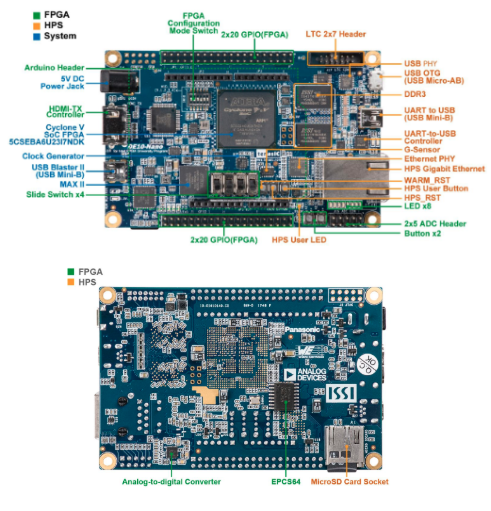 FPGA
HPS
System
FPGA
Configuration
Mode Switch
2x20 GPIO(FPGA)
LTC 2x7 Header
Arduino Header
5V DC
Power Jack
HDMI-TX
Controller
Cyclone V
SoC FPGA
5CSEBA6U23I7NDK
Clock Generator
USB Blaster II
(USB Mini-B)
MAX II
Slide Switch x4
USB PHY
USB OTG
(USB Micro-AB)
DDR3
UART to USB
(USB Mini-B)
UART-to-USB
Controller
G-Sensor
Ethernet PHY
HPS Gigabit Ethernet
WARM_RST
HPS User Button
HPS_RST
LED x8
2x5 ADC Header
Button x2
2x20 GPIO(FPGA)
HPS User LED
DE10-Nano
FPGA
HPS
Panasonic
ANALOG
DEVICES
ISSI
QC
OK
Analog-to-digital Converter
EPCS64
MicroSD Card Socket